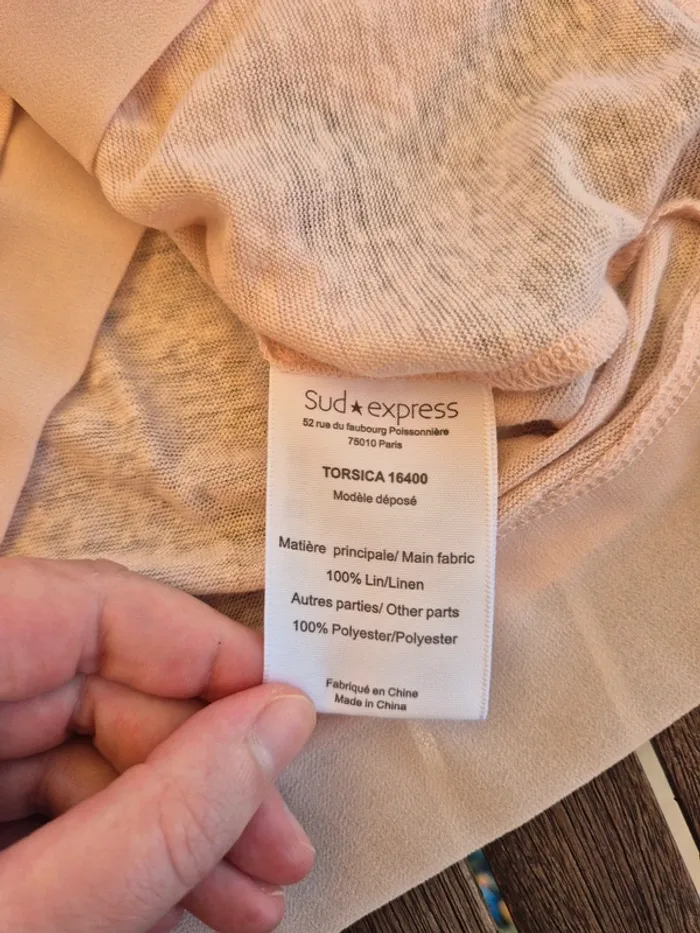 Sud★express
52 rue du faubourg Poissonnière
75010 Paris
TORSICA 16400
Modèle déposé
Matière principale/ Main fabric
100% Lin/Linen
Autres parties/ Other parts
100% Polyester/Polyester
Fabriqué en Chine
Made in China